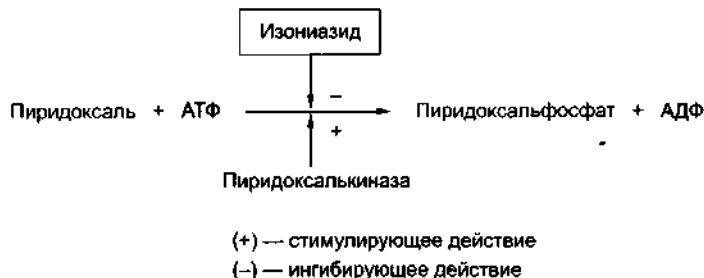 Изониазид
–
Пиридоксаль + АТФ Пиридоксальфосфат + АДФ
+
Пиридоксалькиназа
(+) — стимулирующее действие
(–) — ингибирующее действие